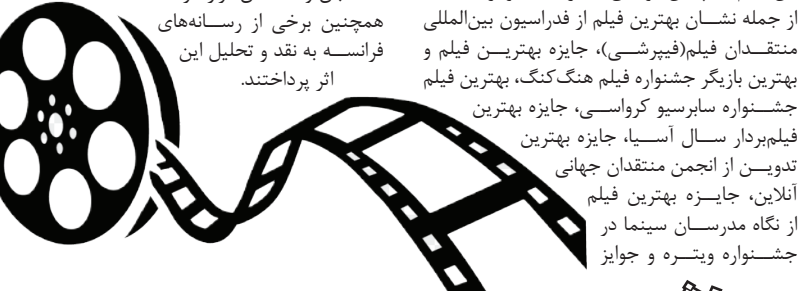 از جمله نشان بهترین فیلم از فدراسیون بین‌المللی
منتقدان فیلم(فیپرشی)، جایزه بهترین فیلم و
بهترین بازیگر جشنواره فیلم هنگ‌کنگ، بهترین فیلم
جشنواره سابرسیو کرواسی، جایزه بهترین
فیلم‌بردار سال آسیا، جایزه بهترین
تدوین از انجمن منتقدان جهانی
آنلاین، جایزه بهترین فیلم
از نگاه مدرسان سینما در
جشنواره ویتره و جوایز
همچنین برخی از رسانه‌های
فرانسه به نقد و تحلیل این
اثر پرداختند.